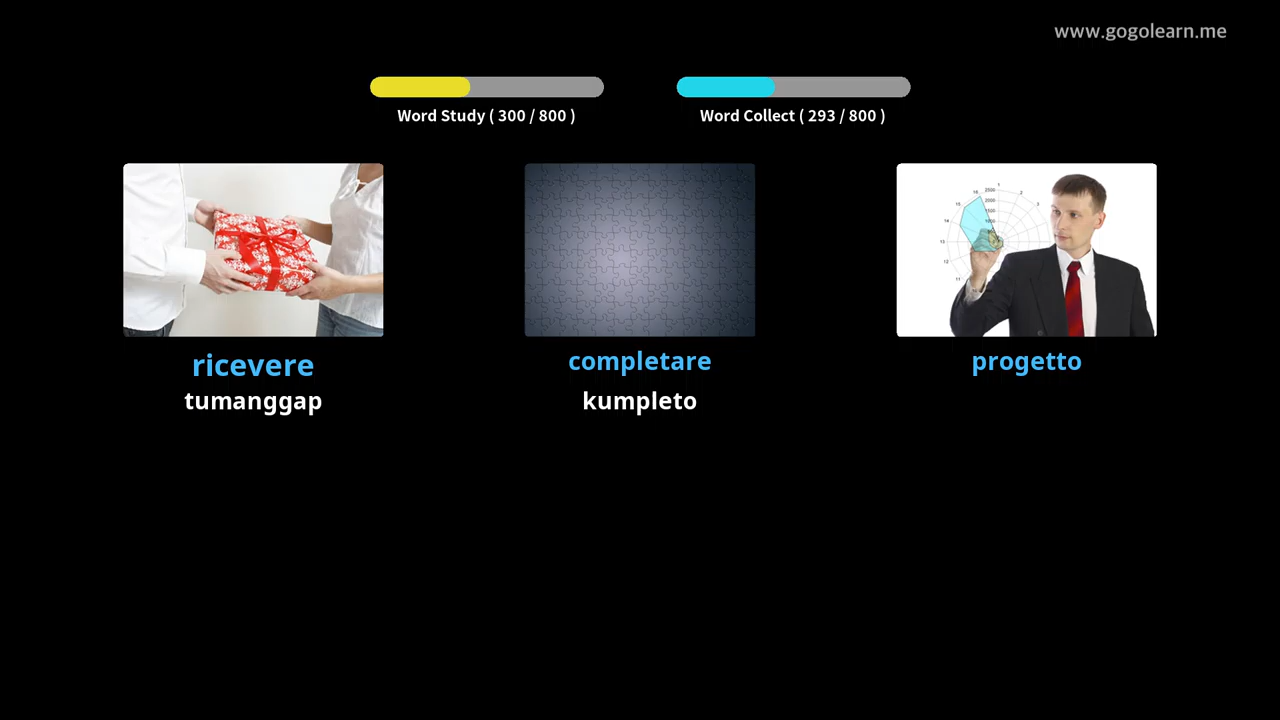 www.gogolearn.me
Word Study ( 300 / 800 )
Word Collect ( 293 / 800 )
ricevere
tumanggap
completare
kumpleto
progetto